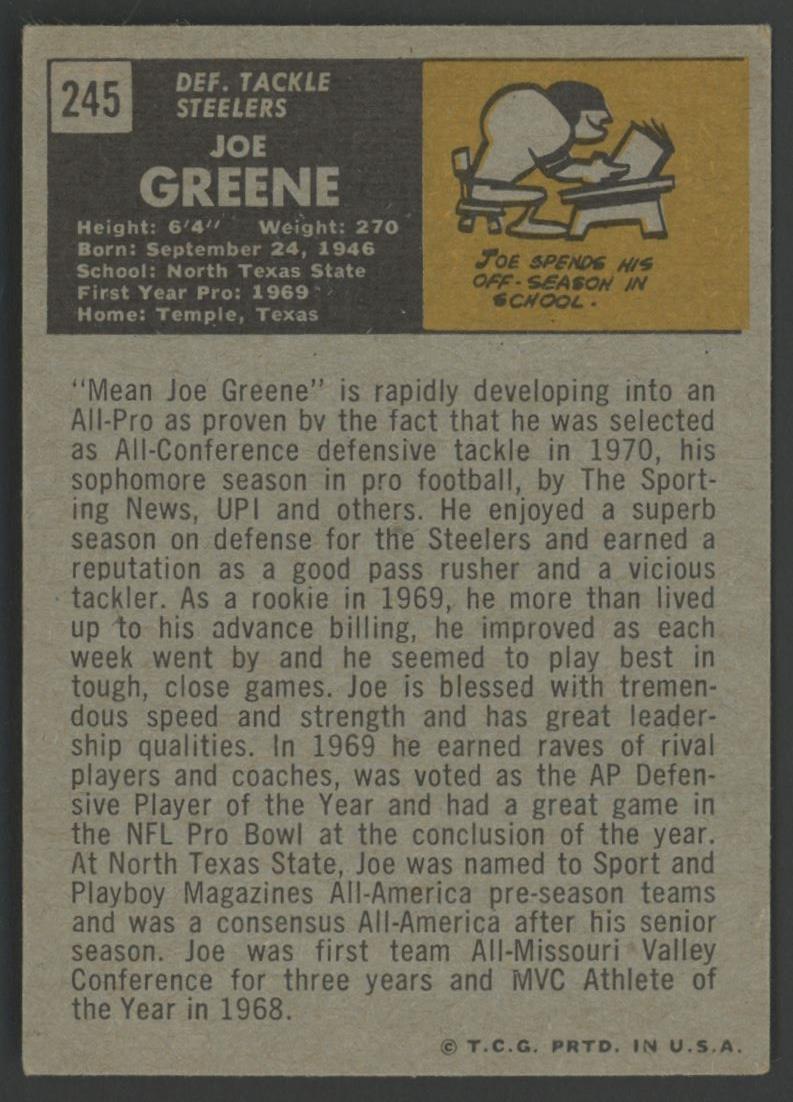 245
DEF. TACKLE
STEELERS
JOE
GREENE
Height: 6'4" Weight: 270
Born: September 24, 1946
School: North Texas State
First Year Pro: 1969
Home: Temple, Texas
JOE SPENDS HIS
OFF-SEASON IN
SCHOOL.
"Mean Joe Greene" is rapidly developing into an
All-Pro as proven by the fact that he was selected
as All-Conference defensive tackle in 1970, his
sophomore season in pro football, by The Sport-
ing News, UPI and others. He enjoyed a superb
season on defense for the Steelers and earned a
reputation as a good pass rusher and a vicious
tackler. As a rookie in 1969, he more than lived
up to his advance billing, he improved as each
week went by and he seemed to play best in
tough, close games. Joe is blessed with tremen-
dous speed and strength and has great leader-
ship qualities. In 1969 he earned raves of rival
players and coaches, was voted as the AP Defen-
sive Player of the Year and had a great game in
the NFL Pro Bowl at the conclusion of the year.
At North Texas State, Joe was named to Sport and
Playboy Magazines All-America pre-season teams
and was a consensus All-America after his senior
season. Joe was first team All-Missouri Valley
Conference for three years and MVC Athlete of
the Year in 1968.
© T.C.G. PRTD. IN U.S.A.